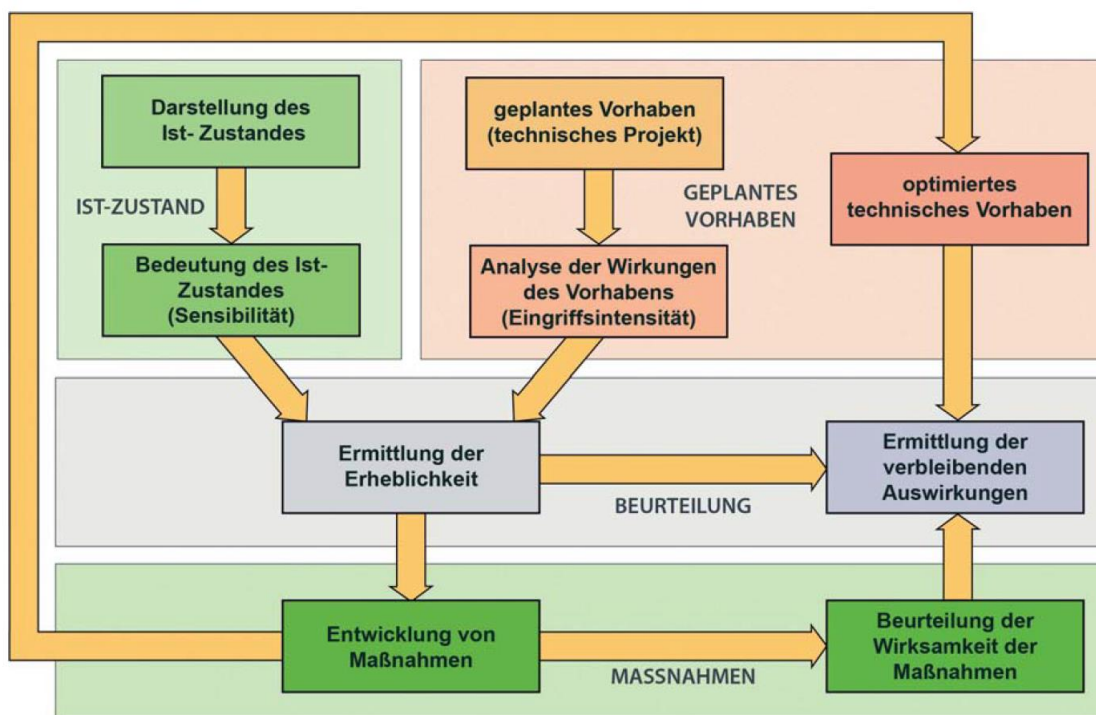 Darstellung des
Ist- Zustandes
geplantes Vorhaben
(technisches Projekt)
IST-ZUSTAND
GEPLANTES
VORHABEN
optimiertes
technisches Vorhaben
Bedeutung des Ist-
Zustandes
(Sensibilität)
Analyse der Wirkungen
des Vorhabens
(Eingriffsintensität)
Ermittlung der
Erheblichkeit
BEURTEILUNG
Ermittlung der
verbleibenden
Auswirkungen
Entwicklung von
Maßnahmen
MASSNAHMEN
Beurteilung der
Wirksamkeit der
Maßnahmen